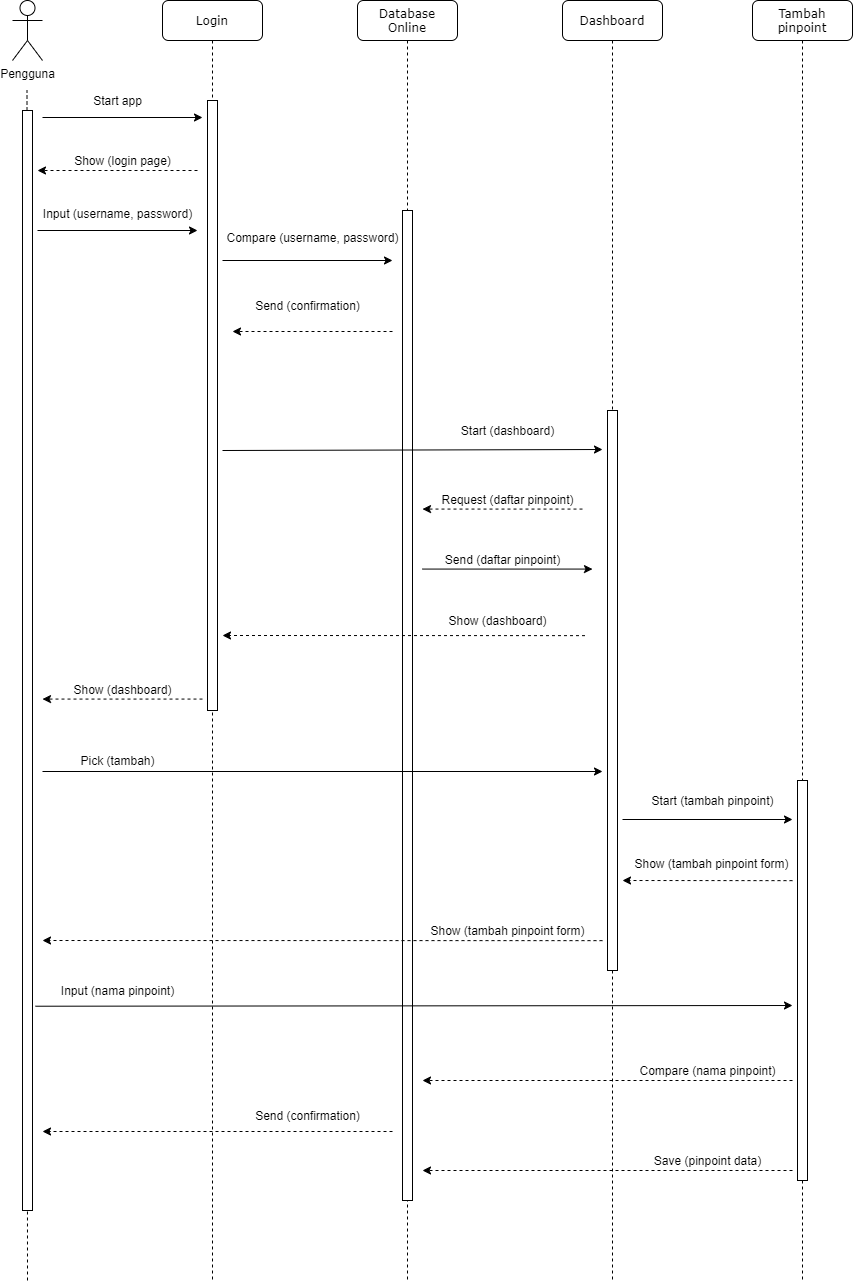 Login
Database
Online
Dashboard
Tambah
pinpoint
Pengguna
Start app
Show (login page)
Input (username, password)
Compare (username, password)
Send (confirmation)
Start (dashboard)
Request (daftar pinpoint)
Send (daftar pinpoint)
Show (dashboard)
Show (dashboard)
Pick (tambah)
Start (tambah pinpoint)
Show (tambah pinpoint form)
Show (tambah pinpoint form)
Input (nama pinpoint)
Compare (nama pinpoint)
Send (confirmation)
Save (pinpoint data)